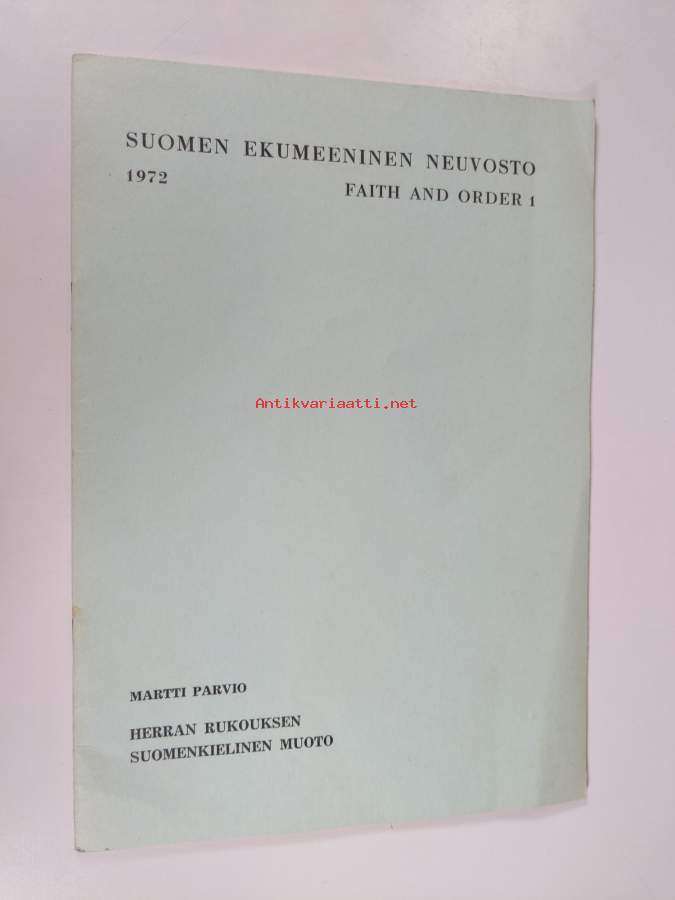 SUOMEN EKUMEENINEN NEUVOSTO
1972 FAITH AND ORDER 1
Antikvariaatti.net
MARTTI PARVIO
HERRAN RUKOUKSEN
SUOMENKIELINEN MUOTO